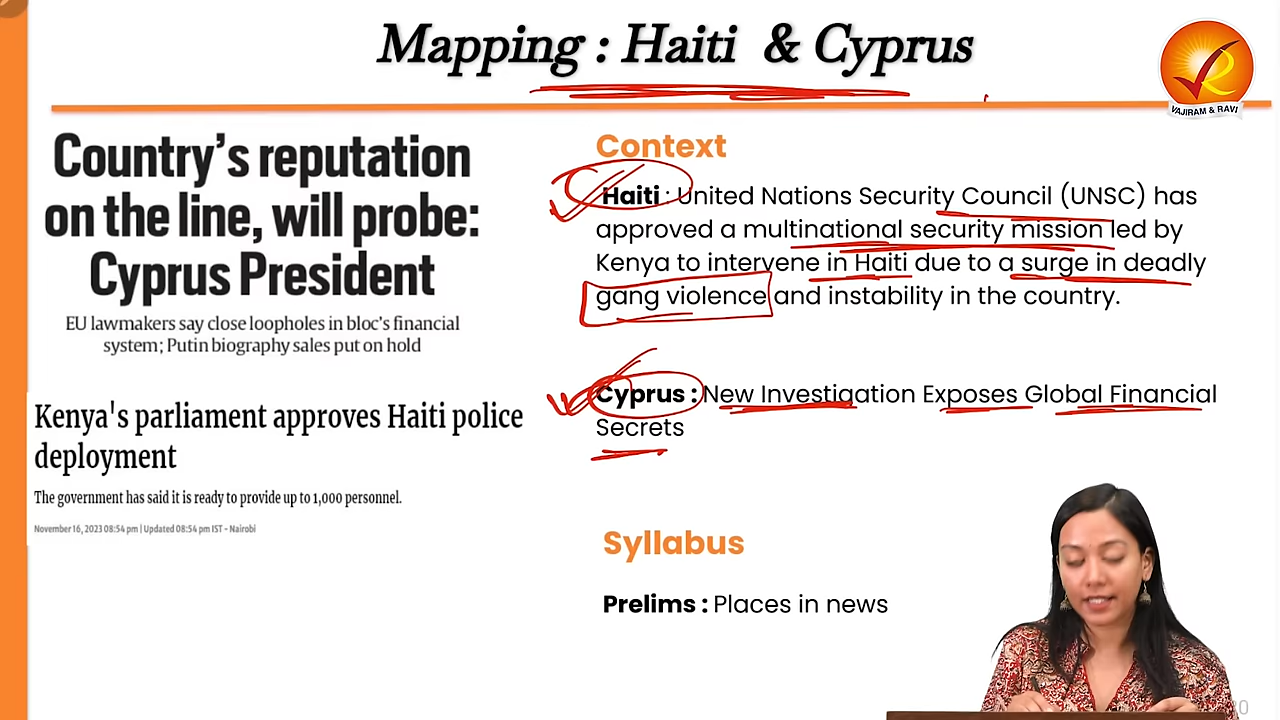 Mapping : Haiti & Cyprus
VAJIRAM & RAVI
Country's reputation
on the line, will probe:
Cyprus President
EU lawmakers say close loopholes in bloc's financial
system; Putin biography sales put on hold
Kenya's parliament approves Haiti police
deployment
The government has said it is ready to provide up to 1,000 personnel.
November 16, 2023 08:54 pm | Updated 08:54 pm IST - Nairobi
Context
Haiti : United Nations Security Council (UNSC) has
approved a multinational security mission led by
Kenya to intervene in Haiti due to a surge in deadly
gang violence and instability in the country.
Cyprus : New Investigation Exposes Global Financial
Secrets
Syllabus
Prelims : Places in news